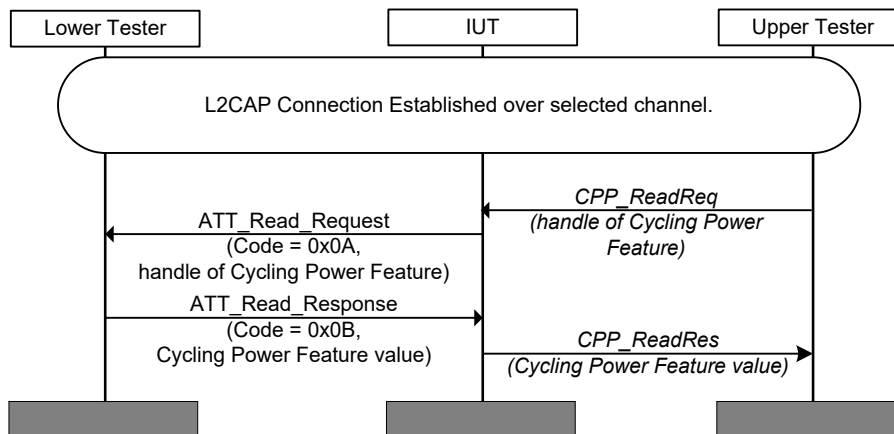 Lower Tester
IUT
Upper Tester
L2CAP Connection Established over selected channel.
CPP_ReadReq
(handle of Cycling Power
Feature)
ATT_Read_Request
(Code = 0x0A,
handle of Cycling Power Feature)
ATT_Read_Response
(Code = 0x0B,
Cycling Power Feature value)
CPP_ReadRes
(Cycling Power Feature value)